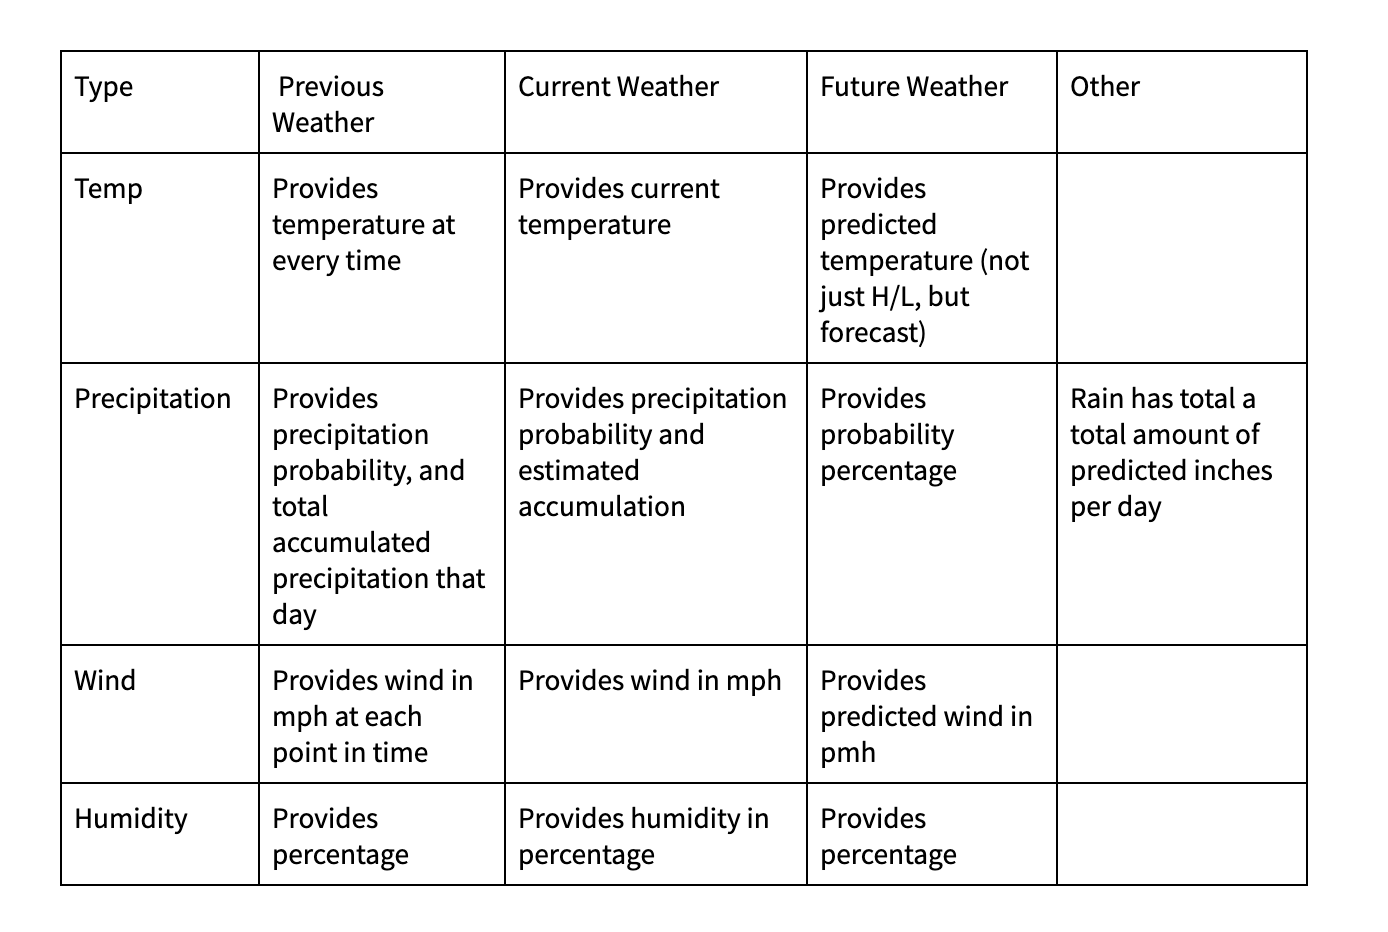 Type
Previous
Weather
Current Weather
Future Weather
Other
Temp
Provides
temperature at
every time
Provides current
temperature
Provides
predicted
temperature (not
just H/L, but
forecast)
Precipitation
Provides
precipitation
probability, and
total
accumulated
precipitation that
day
Provides precipitation
probability and
estimated
accumulation
Provides
probability
percentage
Rain has total a
total amount of
predicted inches
per day
Wind
Provides wind in
mph at each
point in time
Provides wind in mph
Provides
predicted wind in
pmh
Humidity
Provides
percentage
Provides humidity in
percentage
Provides
percentage